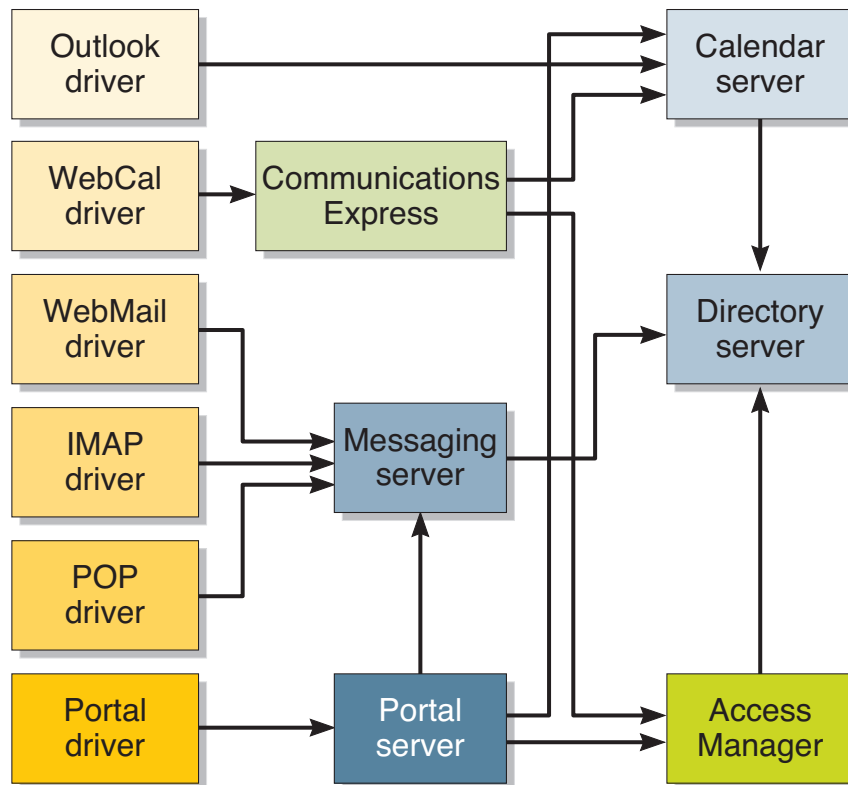 Outlook
driver
Calendar
server
WebCal
driver
Communications
Express
WebMail
driver
Directory
server
IMAP
driver
Messaging
server
POP
driver
Portal
driver
Portal
server
Access
Manager